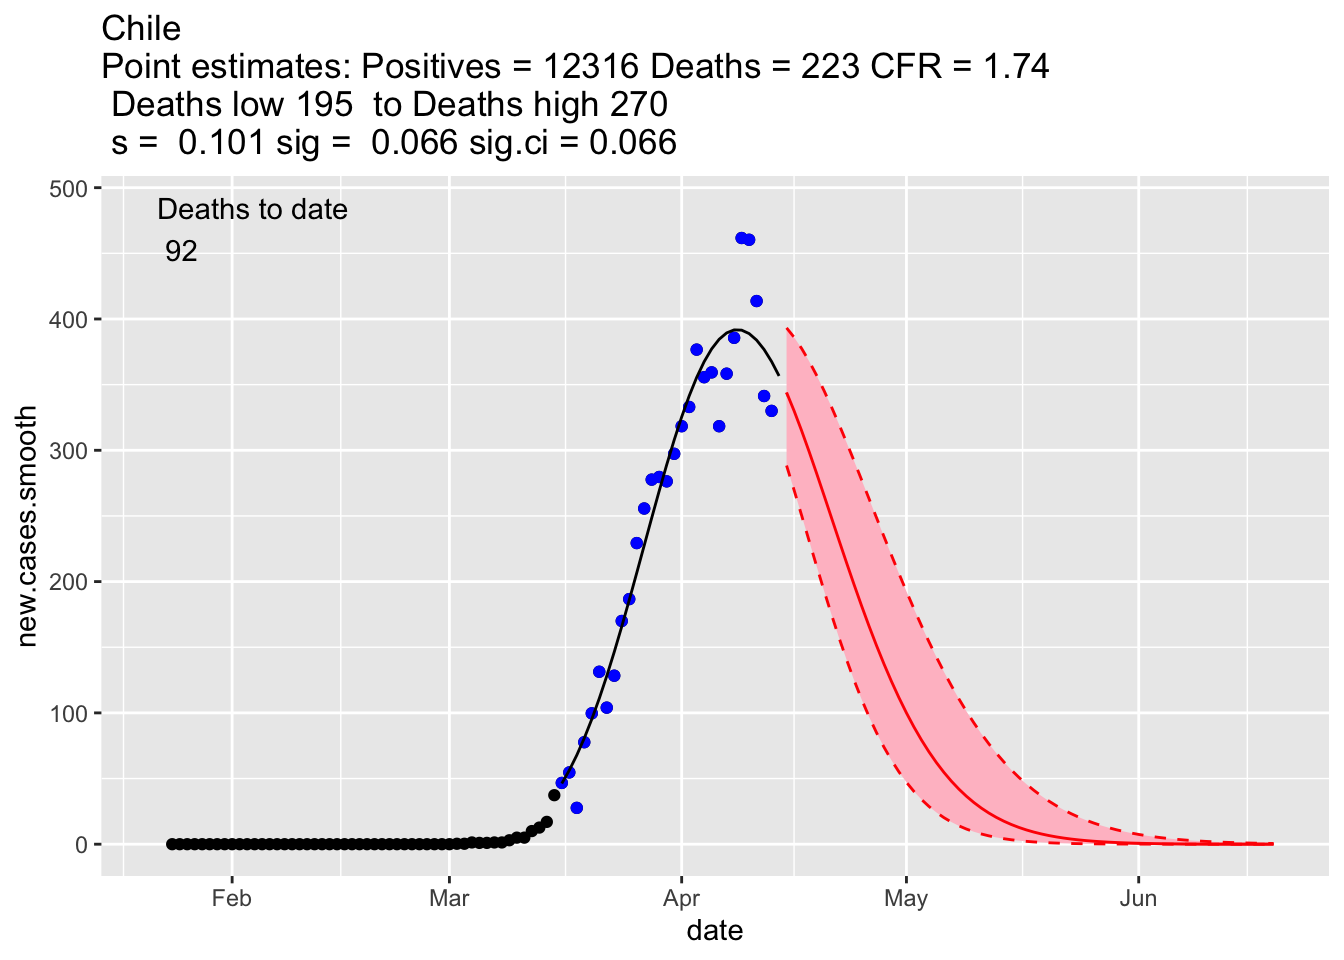 Chile
Point estimates: Positives = 12316 Deaths = 223 CFR = 1.74
Deaths low 195  to Deaths high 270
s =  0.101 sig =  0.066 sig.ci = 0.066
Deaths to date
92
new.cases.smooth
500
400
300
200
100
0
Feb
Mar
Apr
May
Jun
date